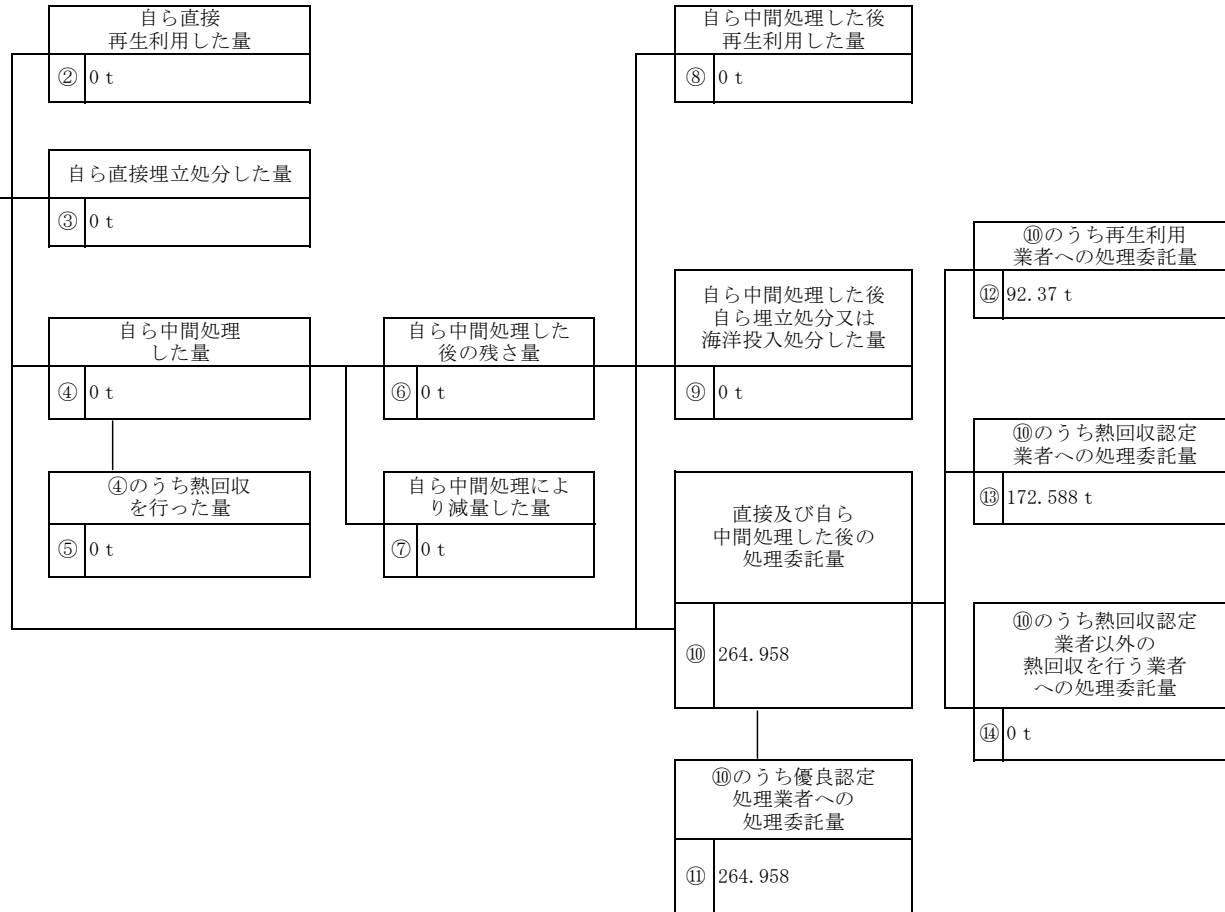 自ら直接
再生利用した量
② 0 t
自ら直接埋立処分した量
③ 0 t
自ら中間処理
した量
④ 0 t
④のうち熱回収
を行った量
⑤ 0 t
自ら中間処理した
後の残さ量
⑥ 0 t
自ら中間処理によ
り減量した量
⑦ 0 t
自ら中間処理した後
再生利用した量
⑧ 0 t
自ら中間処理した後
自ら埋立処分又は
海洋投入処分した量
⑨ 0 t
直接及び自ら
中間処理した後の
処理委託量
⑩ 264.958
⑩のうち優良認定
処理業者への
処理委託量
⑪ 264.958
⑩のうち再生利用
業者への処理委託量
⑫ 92.37 t
⑩のうち熱回収認定
業者への処理委託量
⑬ 172.588 t
⑩のうち熱回収認定
業者以外の
熱回収を行う業者
への処理委託量
⑭ 0 t